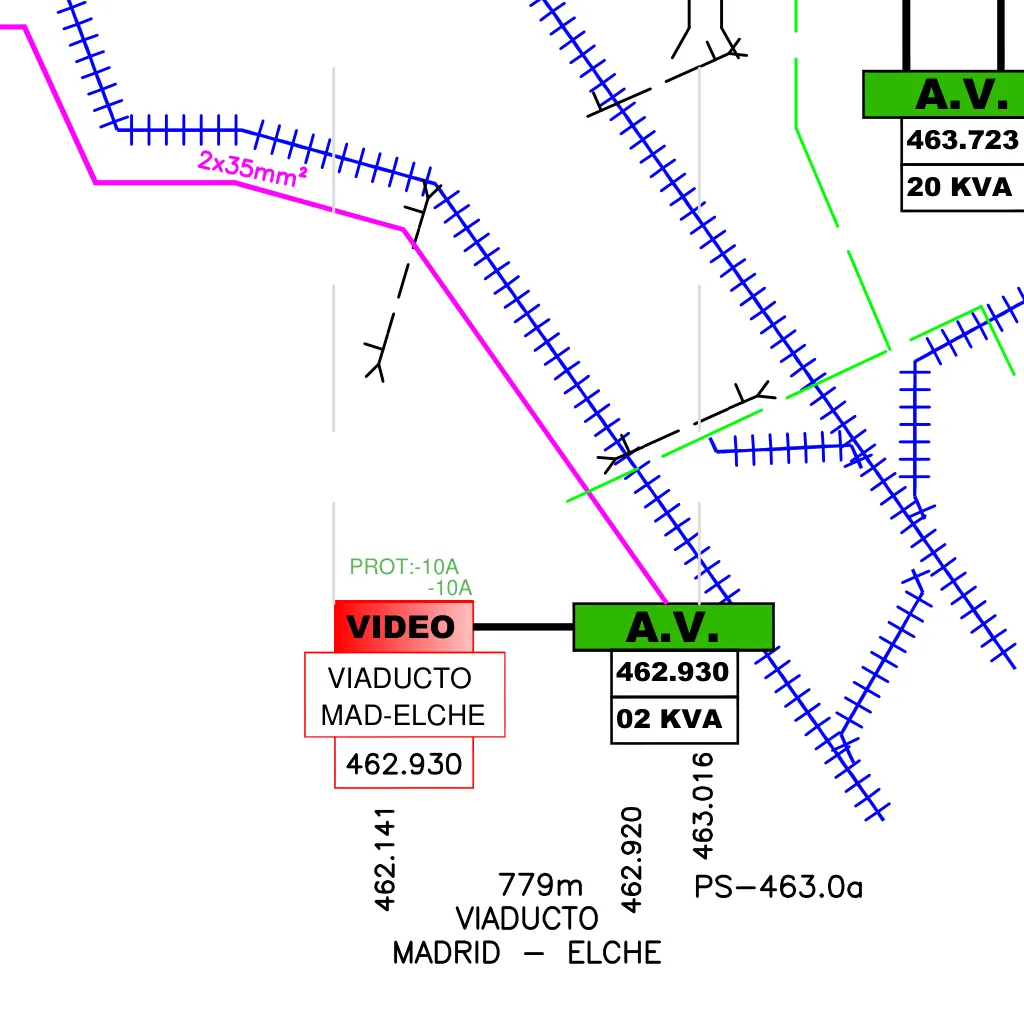 2x35mm²
A.V.
463.723
20 KVA
PROT:-10A
-10A
VIDEO
VIADUCTO
MAD-ELCHE
462.930
A.V.
462.930
02 KVA
462.141
779m
VIADUCTO
MADRID – ELCHE
462.920
463.016
PS–463.0a